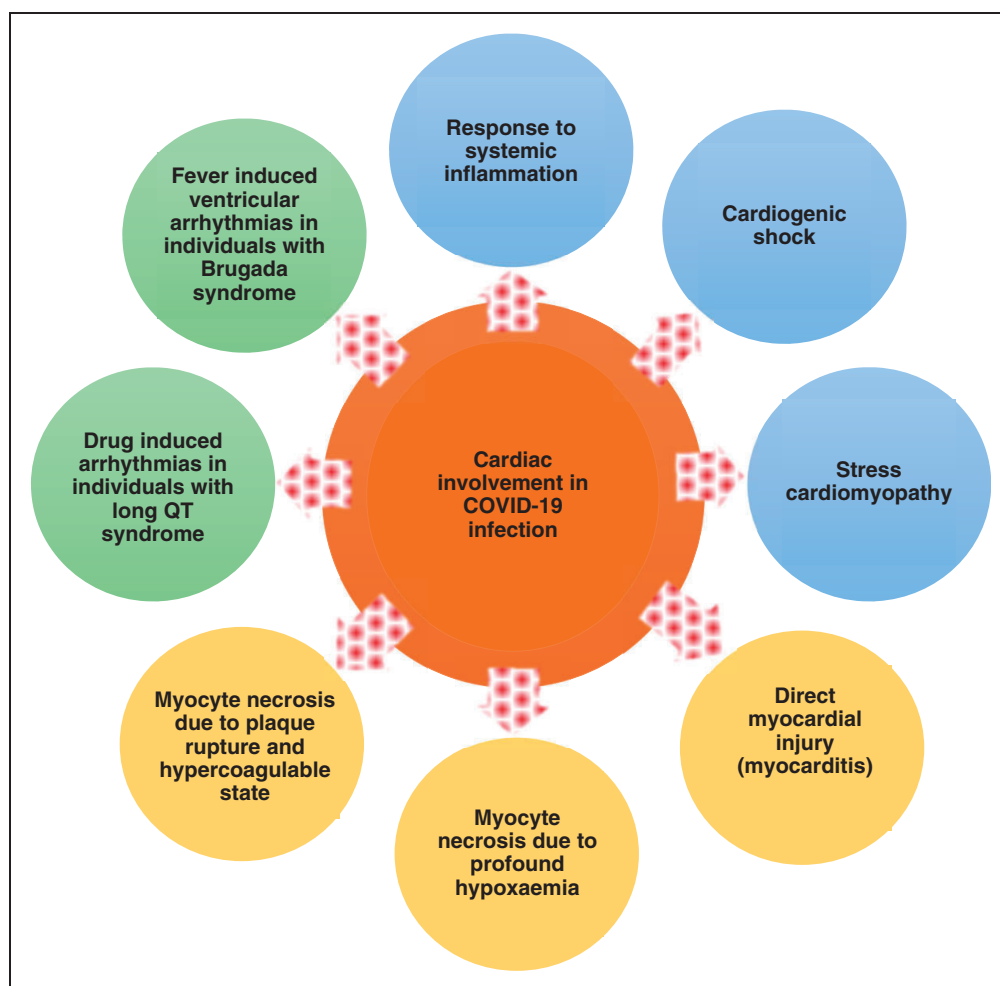 Response to
systemic
inflammation
Cardiogenic
shock
Stress
cardiomyopathy
Direct
myocardial
injury
(myocarditis)
Myocyte
necrosis due to
profound
hypoxaemia
Myocyte necrosis
due to plaque
rupture and
hypercoagulable
state
Drug induced
arrhythmias in
individuals with
long QT
syndrome
Fever induced
ventricular
arrhythmias in
individuals with
Brugada
syndrome
Cardiac
involvement in
COVID-19
infection